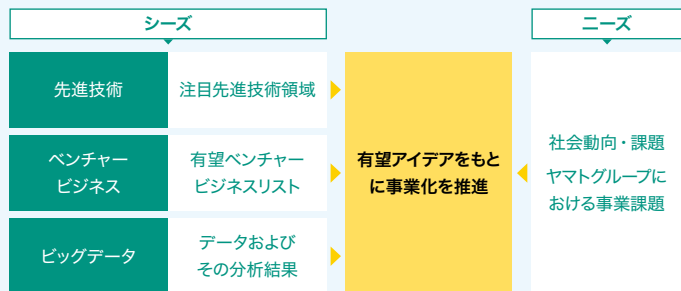 シーズ
ニーズ
先進技術
注目先進技術領域
ベンチャー
ビジネス
有望ベンチャー
ビジネスリスト
ビッグデータ
データおよび
その分析結果
有望アイデアをもと
に事業化を推進
社会動向・課題
ヤマトグループに
おける事業課題